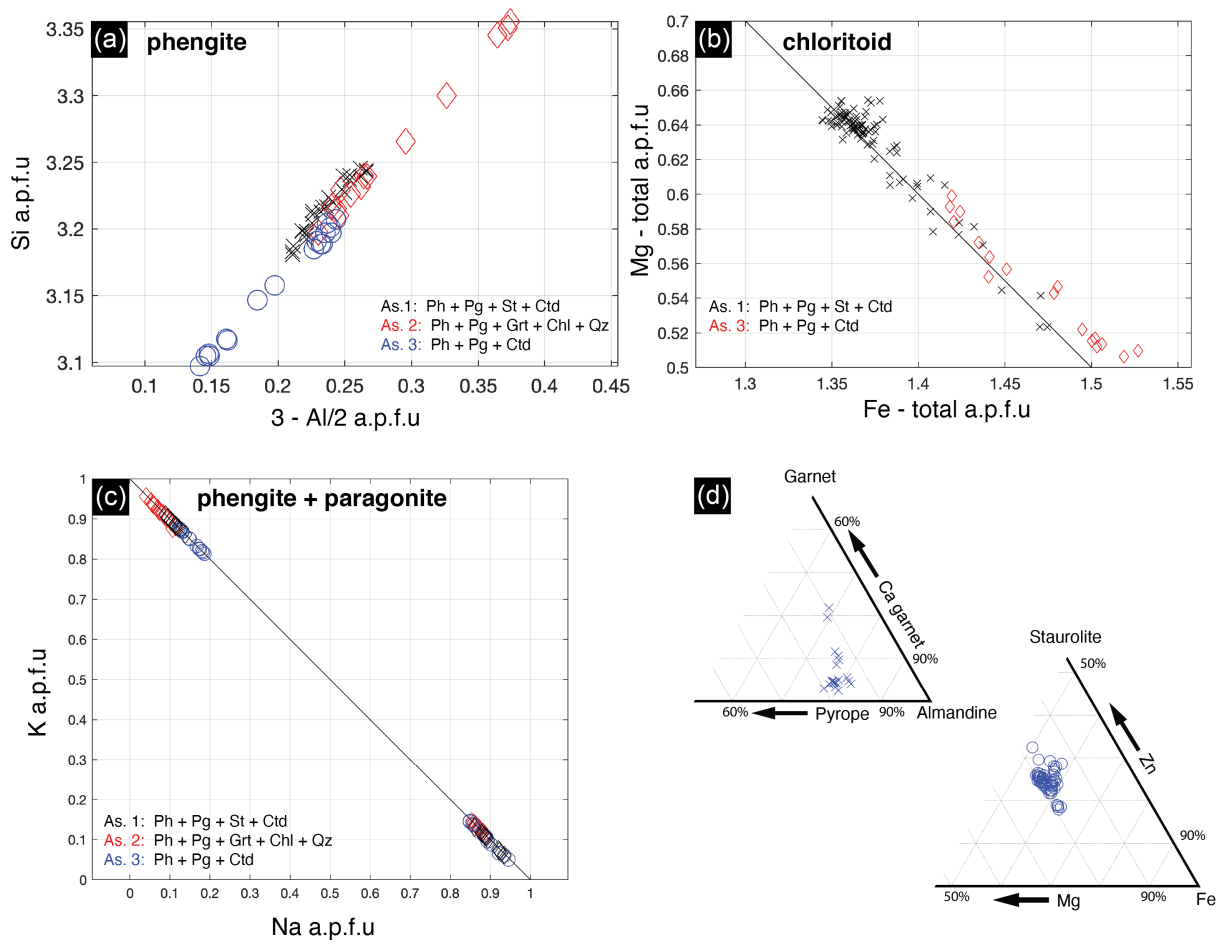 (a) phengite
3.35
3.3
3.25
3.2
3.15
3.1
Si a.p.f.u
As.1: Ph + Pg + St + Ctd
As. 2: Ph + Pg + Grt + Chl + Qz
As. 3: Ph + Pg + Ctd
0.1 0.15 0.2 0.25 0.3 0.35 0.4 0.45
3 - Al/2 a.p.f.u
(b) chloritoid
0.7
0.68
0.66
0.64
0.62
0.6
0.58
0.56
0.54
0.52
0.5
Mg - total a.p.f.u
As. 1: Ph + Pg + St + Ctd
As. 3: Ph + Pg + Ctd
1.3 1.35 1.4 1.45 1.5 1.55
Fe - total a.p.f.u
(c) phengite + paragonite
1
0.9
0.8
0.7
0.6
0.5
0.4
0.3
0.2
0.1
0
K a.p.f.u
As. 1: Ph + Pg + St + Ctd
As. 2: Ph + Pg + Grt + Chl + Qz
As. 3: Ph + Pg + Ctd
0 0.1 0.2 0.3 0.4 0.5 0.6 0.7 0.8 0.9 1
Na a.p.f.u
(d)
Garnet
60%
Ca garnet
90%
60% Pyrope 90% Almandine
Staurolite
50%
Zn
90%
50% Mg 90% Fe